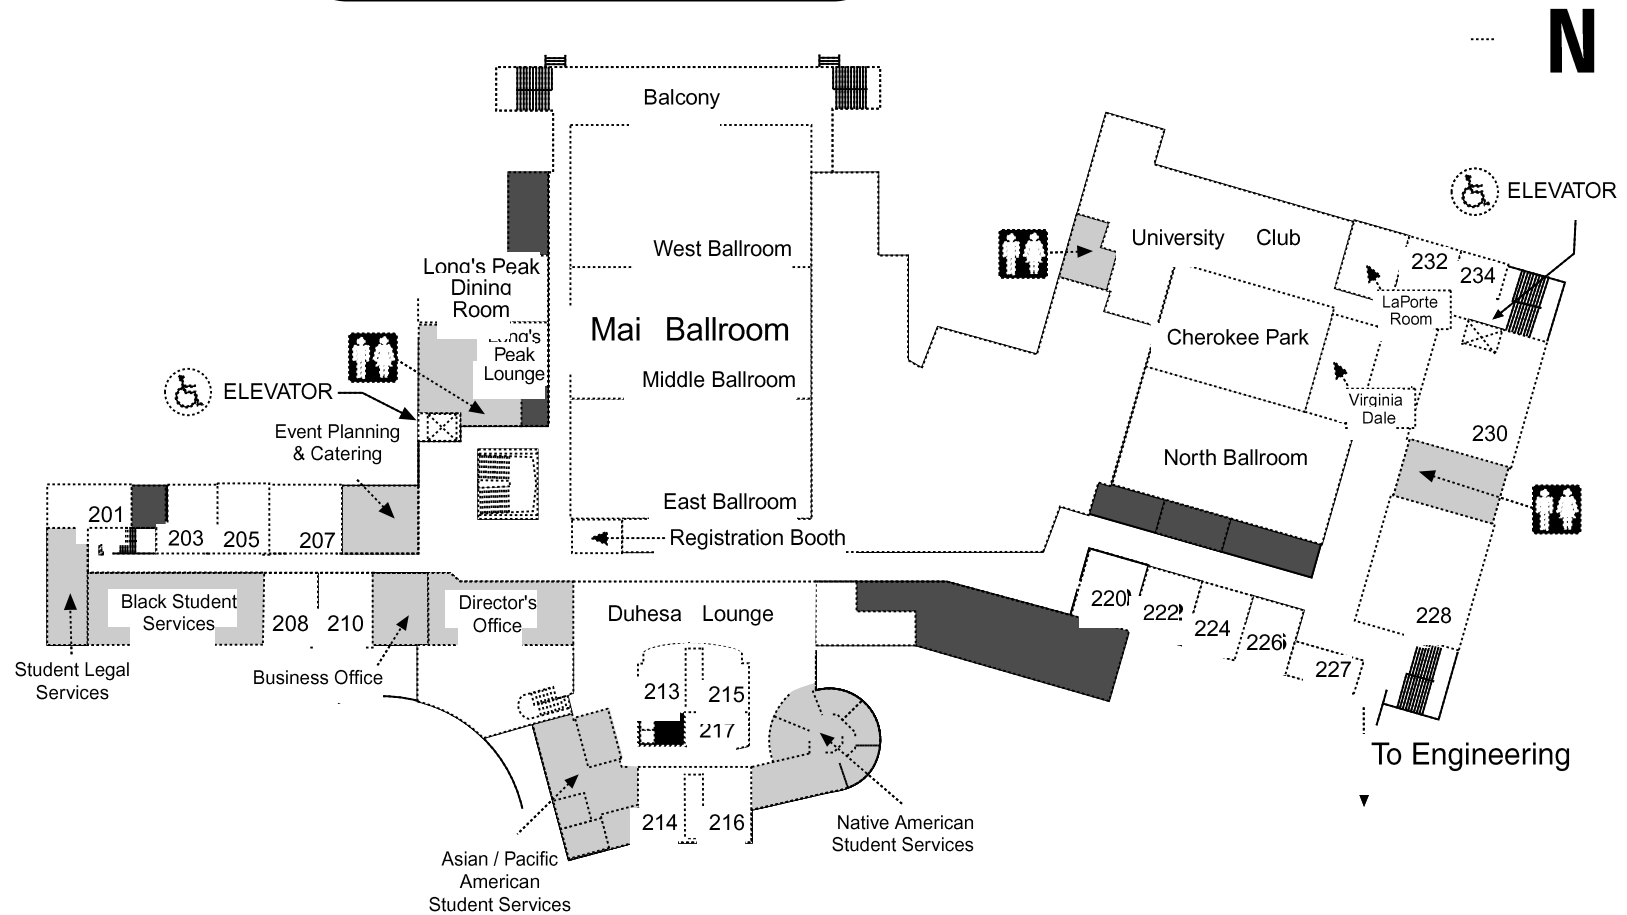 N
Balcony
ELEVATOR
West Ballroom
University Club
232
234
Long's Peak
Dining
Room
LaPorte
Room
Mai Ballroom
Cherokee Park
Long's
Peak
Lounge
Middle Ballroom
ELEVATOR
Virginia
Dale
Event Planning
& Catering
230
North Ballroom
East Ballroom
201
203
205
207
Registration Booth
Black Student
Services
208
210
Director's
Office
Duhesa Lounge
220
222
224
226
227
228
Student Legal
Services
Business Office
213
215
217
To Engineering
214
216
Native American
Student Services
Asian / Pacific
American
Student Services